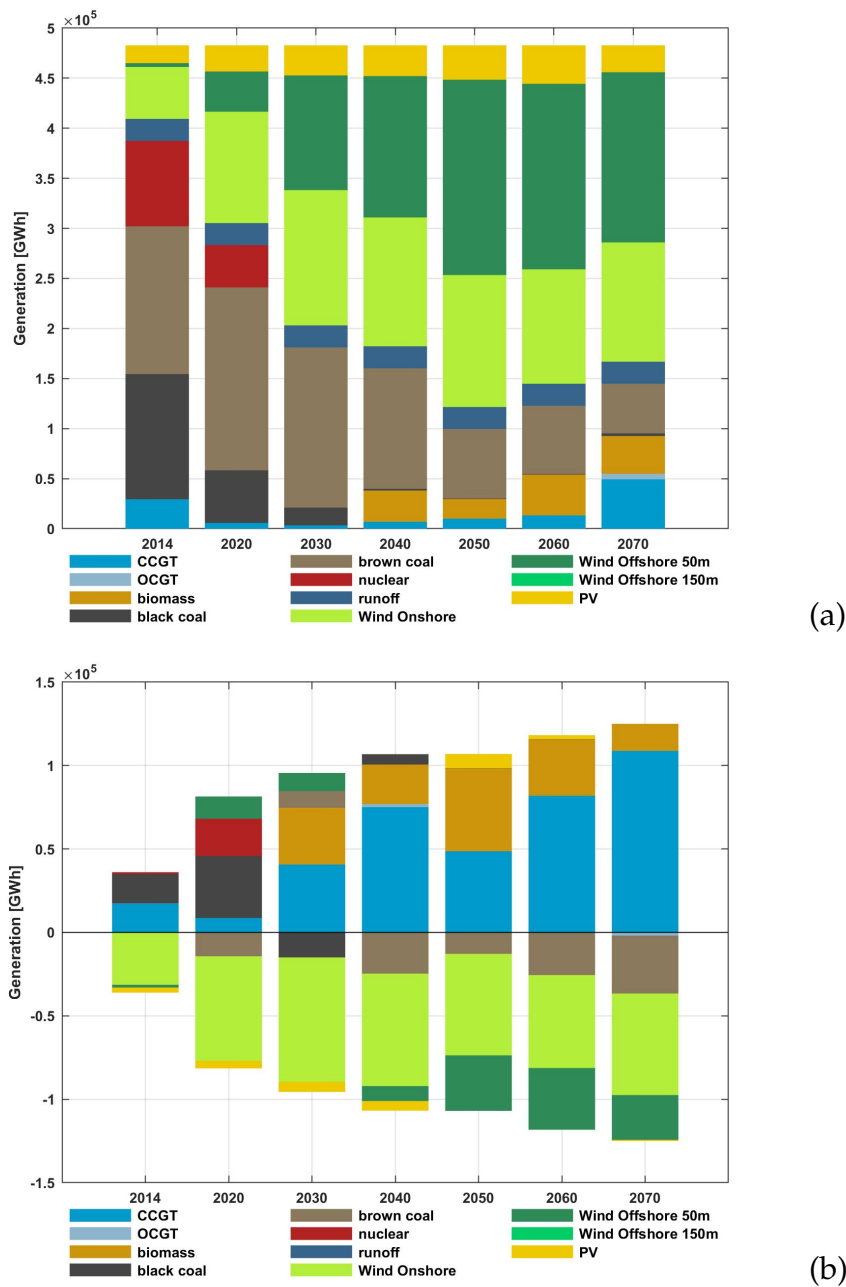 ×10⁵
5
4.5
4
3.5
3
2.5
2
1.5
1
0.5
0
Generation [GWh]
2014 2020 2030 2040 2050 2060 2070
CCGT brown coal Wind Offshore 50m
OCGT nuclear Wind Offshore 150m
biomass runoff PV
black coal Wind Onshore
(a)
×10⁵
1.5
1
0.5
0
-0.5
-1
-1.5
Generation [GWh]
2014 2020 2030 2040 2050 2060 2070
CCGT brown coal Wind Offshore 50m
OCGT nuclear Wind Offshore 150m
biomass runoff PV
black coal Wind Onshore
(b)